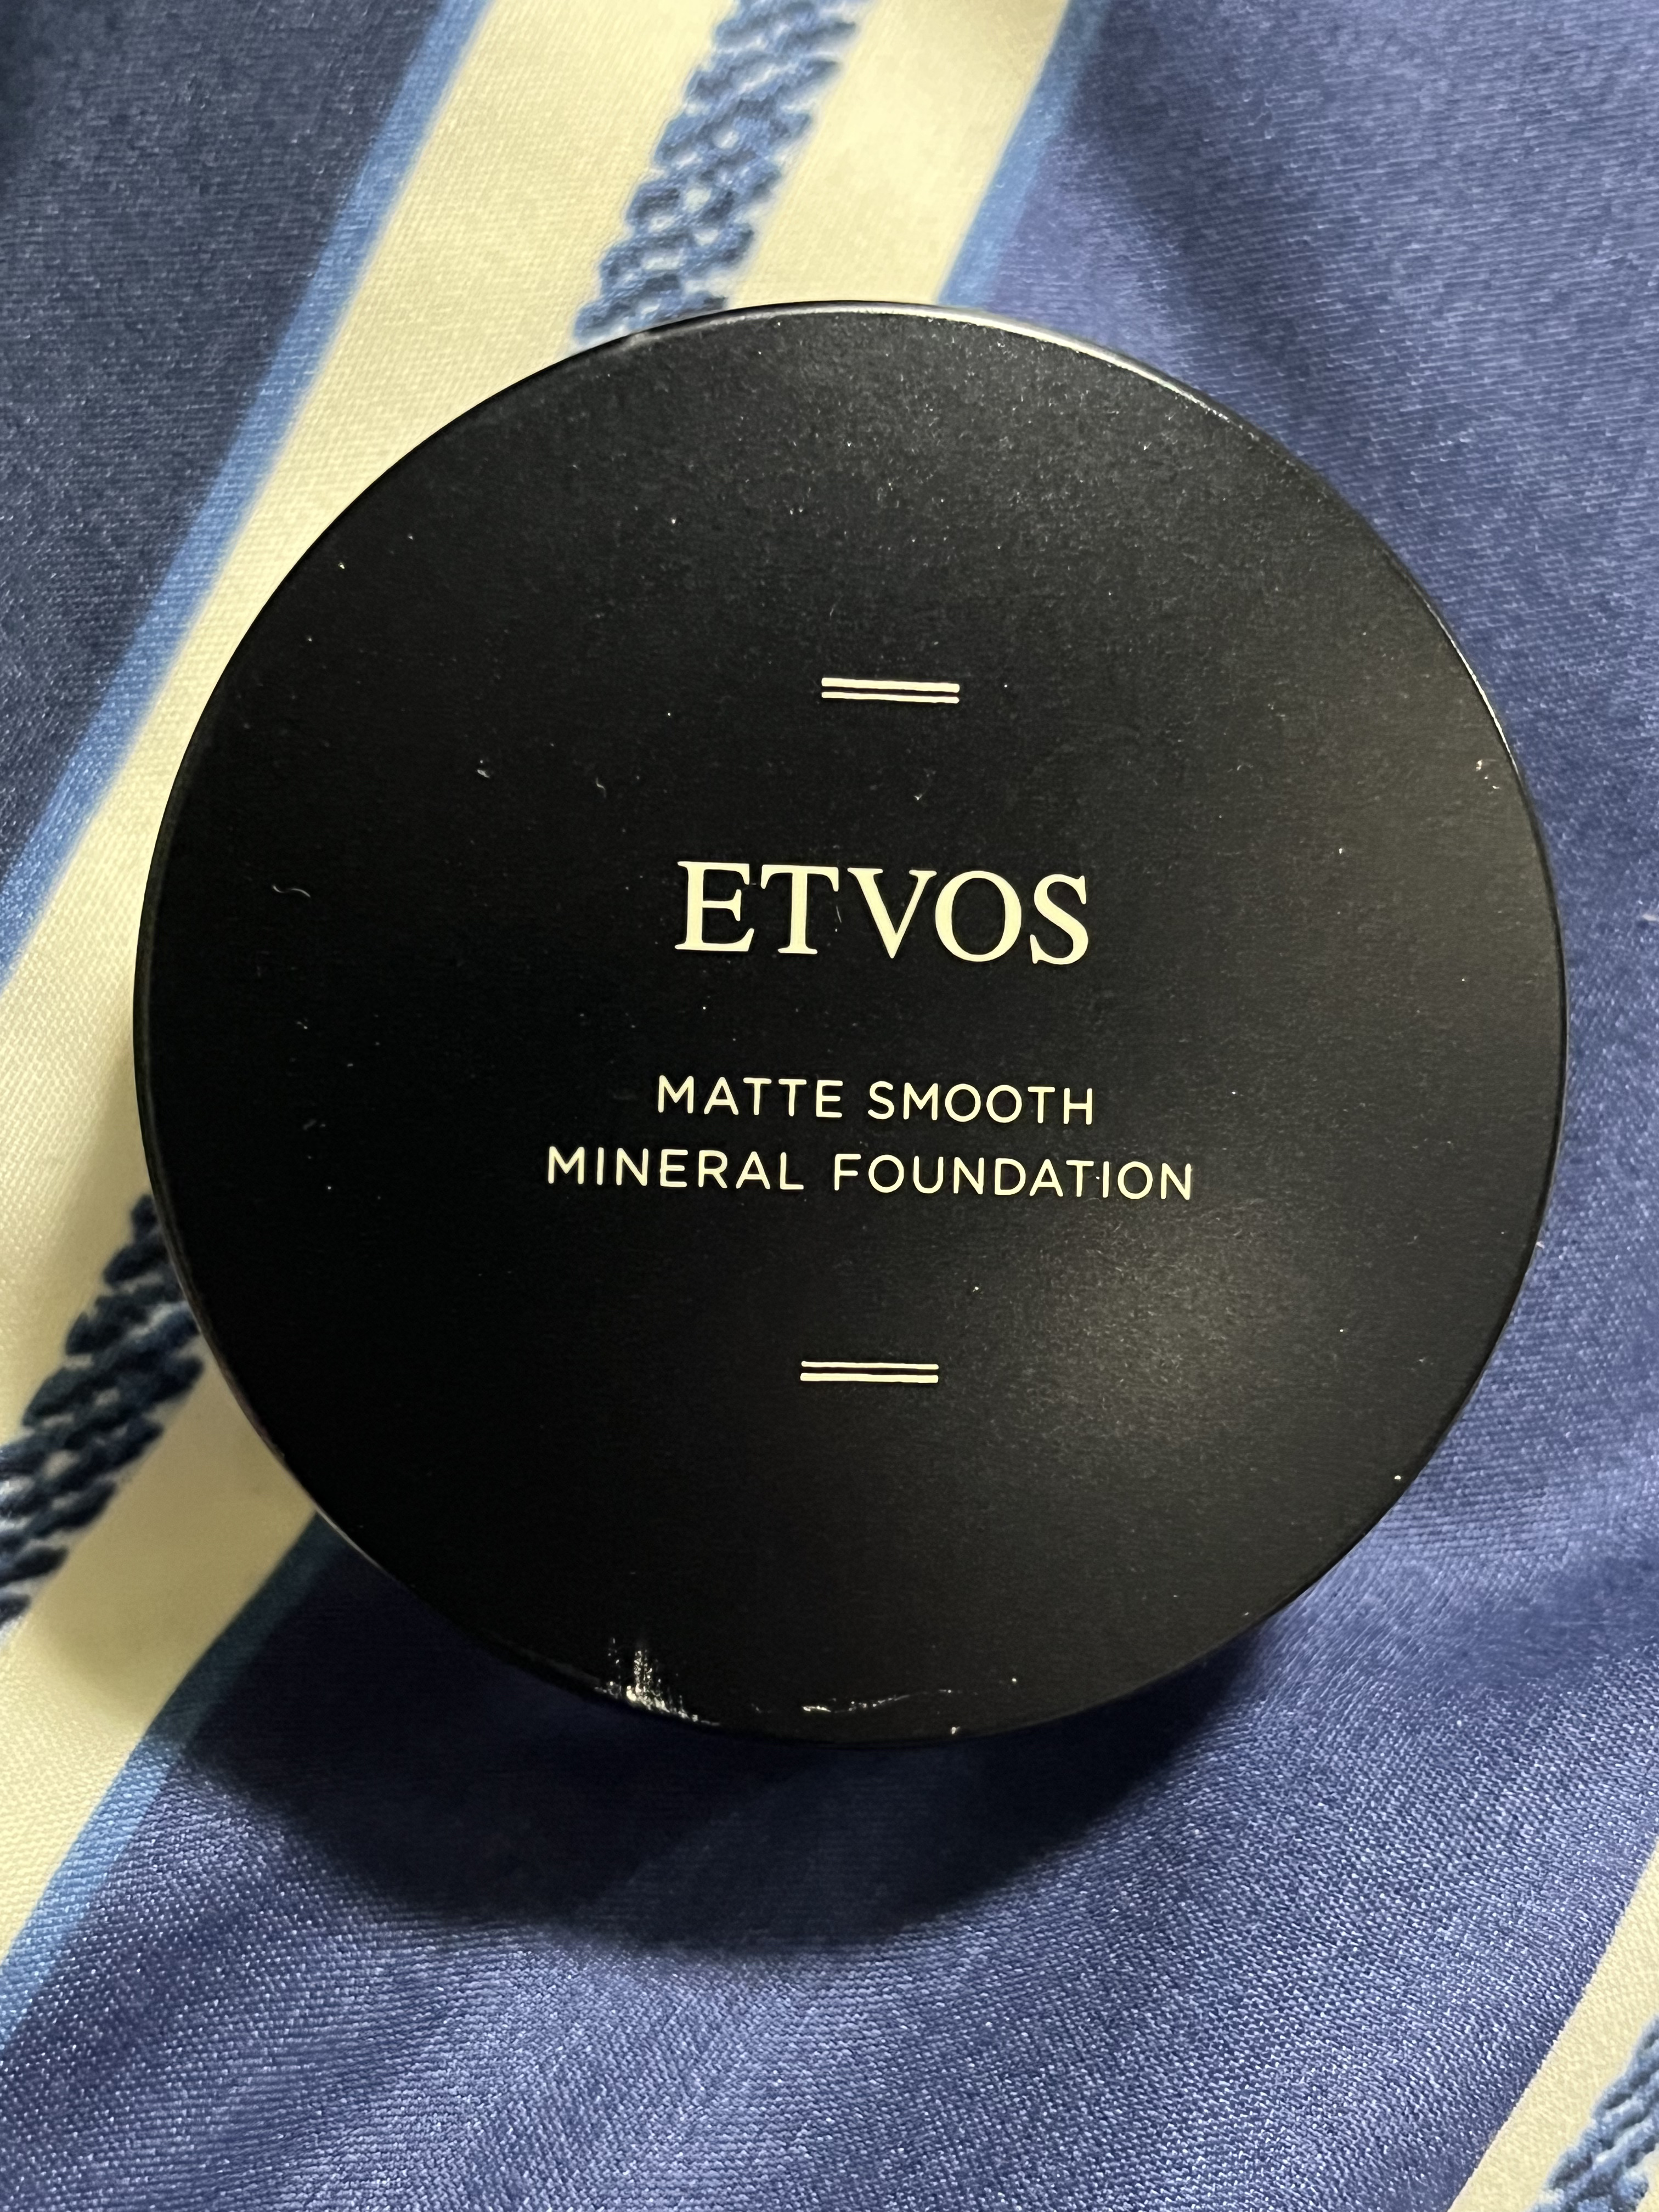 ETVOS
MATTE SMOOTH
MINERAL FOUNDATION